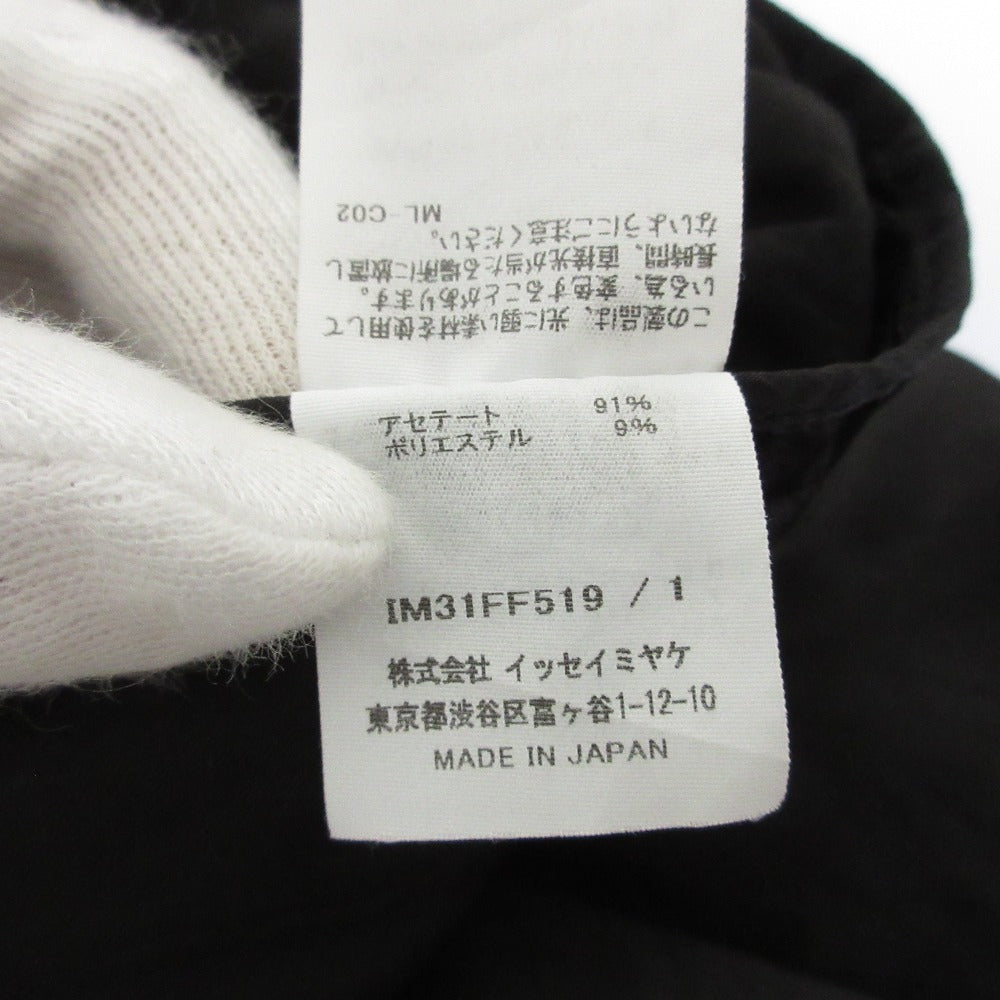 この製品は、光に弱い素材を使用して
いる為、変色することがあります。
長時間、直接光が当たる場所に放置し
ないようにご注意ください。
ML-C02
アセテート 91%
ポリエステル 9%
IM31FF519 / 1
株式会社 イッセイミヤケ
東京都渋谷区富ヶ谷1-12-10
MADE IN JAPAN